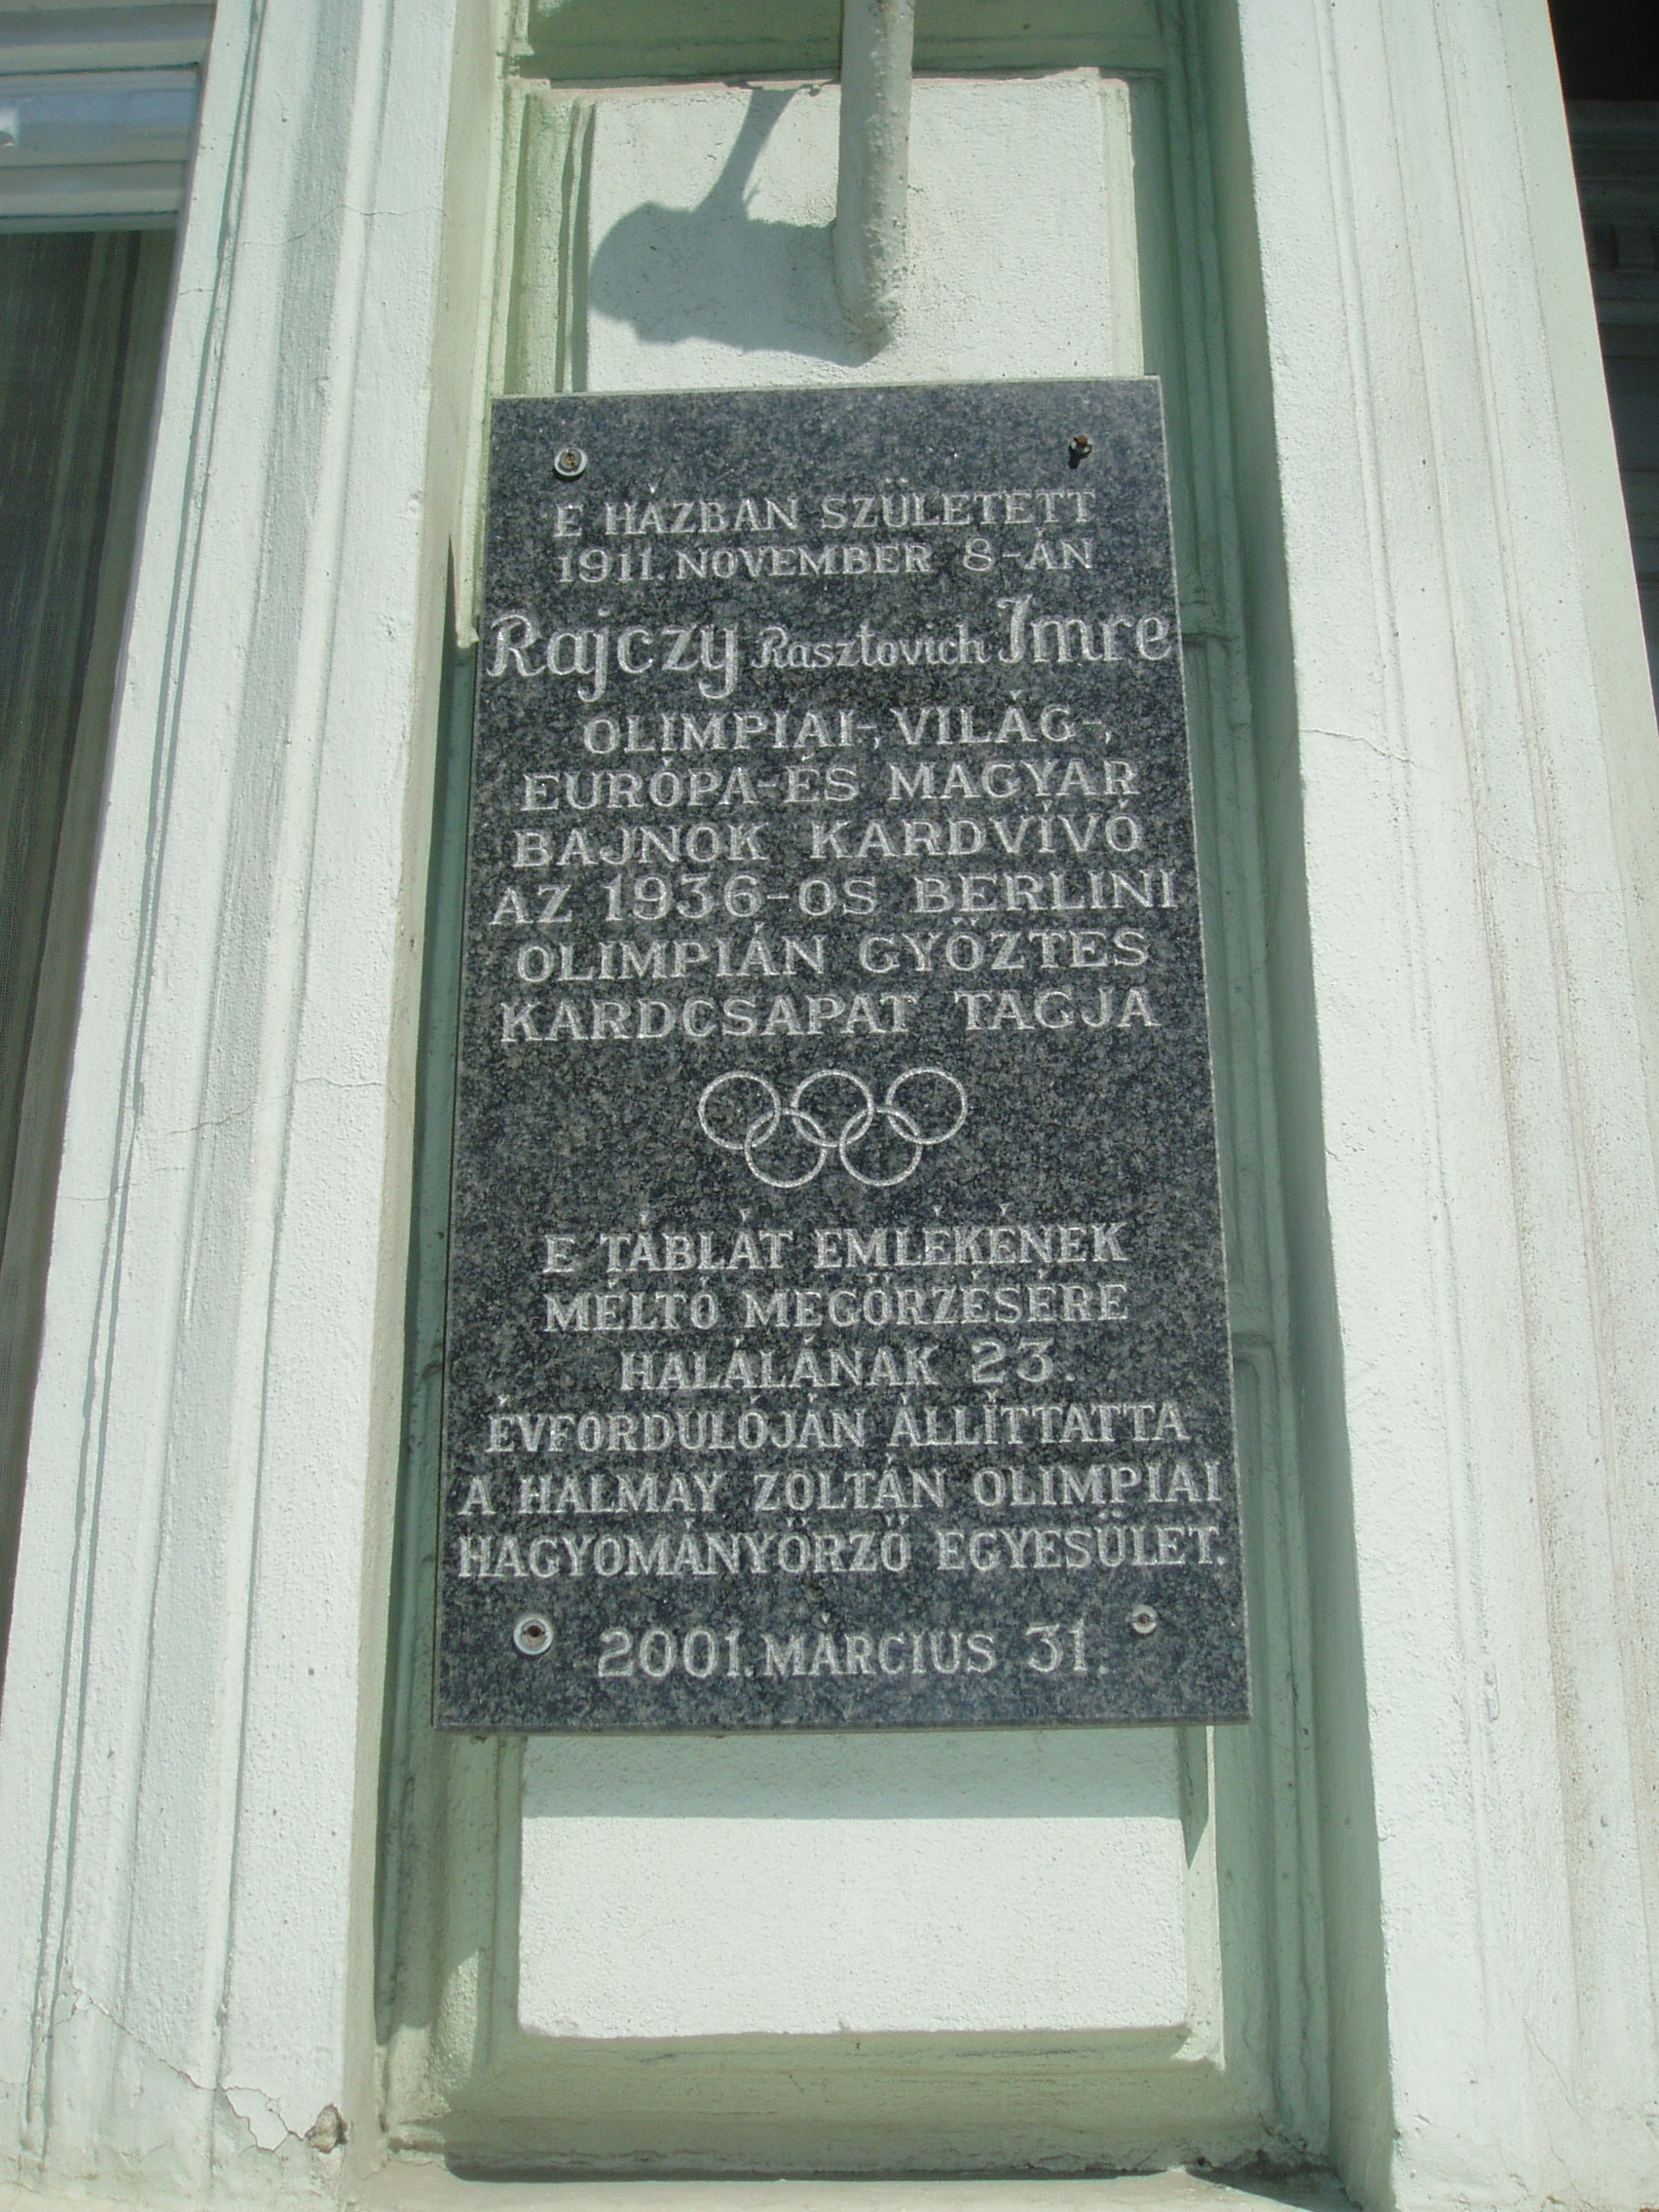 E HÁZBAN SZÜLETETT
1911. NOVEMBER 8-ÁN
Rajczy Rasztovich Imre
OLIMPIAI-, VILÁG-,
EURÓPA-ÉS MAGYAR
BAJNOK KARDVÍVÓ
AZ 1936-OS BERLINI
OLIMPIÁN GYŐZTES
KARDCSAPAT TAGJA
E TÁBLÁT EMLÉKÉNEK
MÉLTÓ MEGŐRZÉSÉRE
HALÁLÁNAK 23.
ÉVFORDULÓJÁN ÁLLÍTTATTA
A HALMAY ZOLTÁN OLIMPIAI
HAGYOMÁNYŐRZŐ EGYESÜLET.
2001. MÁRCIUS 31.